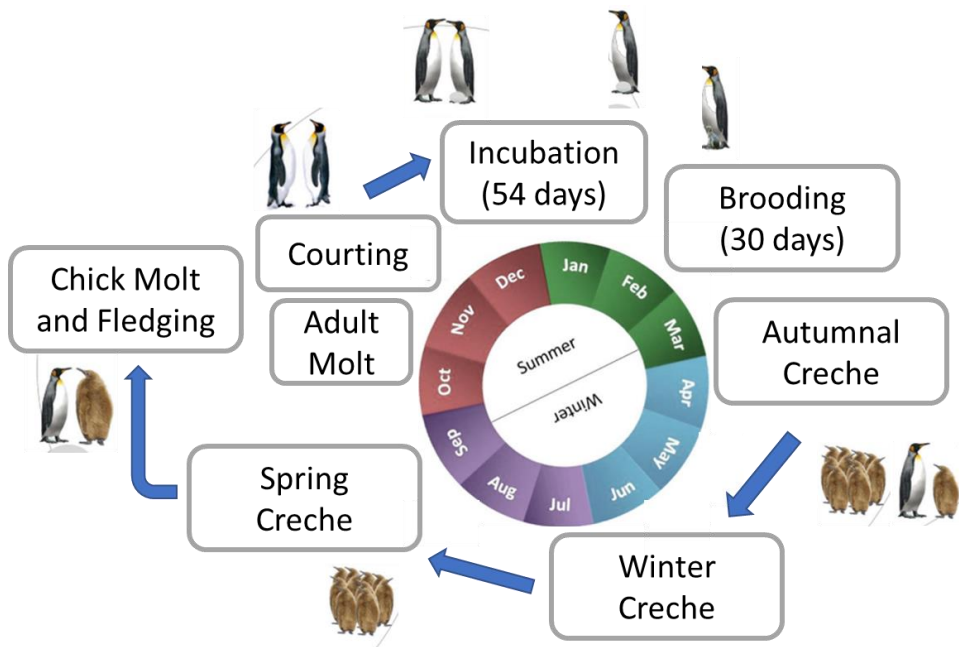 Incubation
(54 days)
Brooding
(30 days)
Courting
Chick Molt
and Fledging
Adult
Molt
Autumnal
Creche
Spring
Creche
Winter
Creche
Jan
Feb
Mar
Apr
May
Jun
Jul
Aug
Sep
Oct
Nov
Dec
Summer
Winter